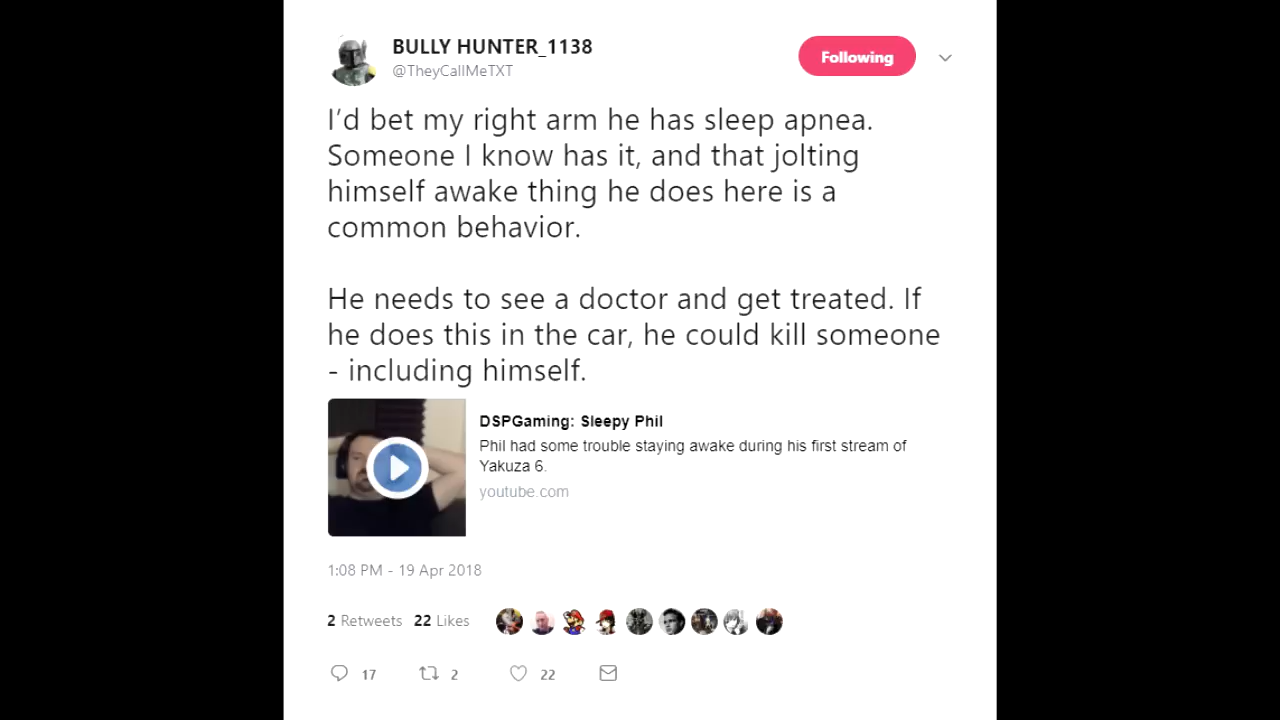 BULLY HUNTER_1138
@TheyCallMeTXT
Following
I’d bet my right arm he has sleep apnea.
Someone I know has it, and that jolting
himself awake thing he does here is a
common behavior.
He needs to see a doctor and get treated. If
he does this in the car, he could kill someone
- including himself.
DSPGaming: Sleepy Phil
Phil had some trouble staying awake during his first stream of
Yakuza 6.
youtube.com
1:08 PM - 19 Apr 2018
2 Retweets 22 Likes
17 2 22